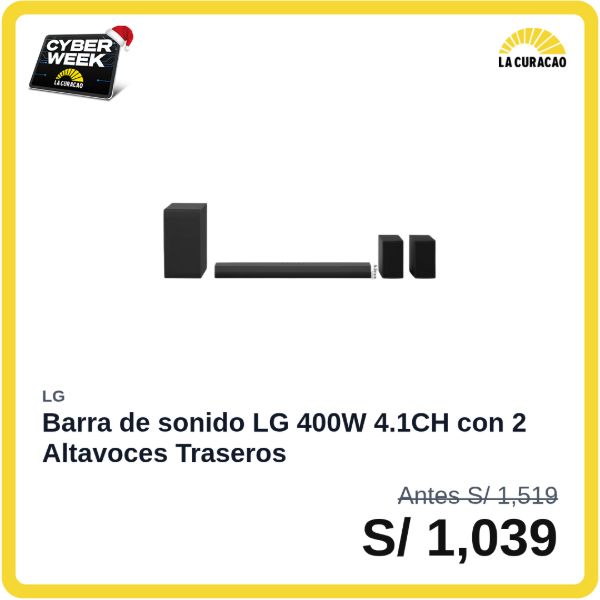 CYBER
WEEK
LA CURACAO
LA CURACAO
LG
Barra de sonido LG 400W 4.1CH con 2
Altavoces Traseros
Antes S/ 1,519
S/ 1,039